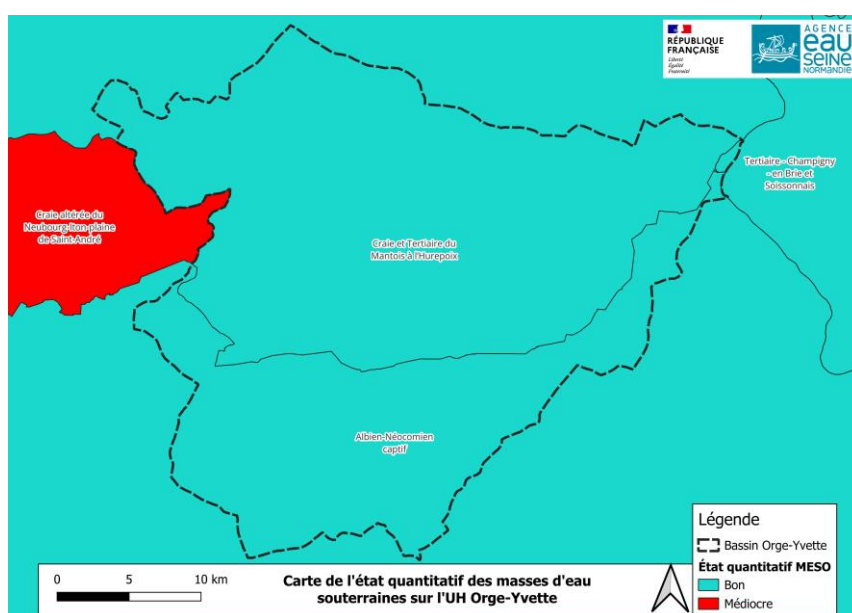 RÉPUBLIQUE
FRANÇAISE
Liberté
Égalité
Fraternité
AGENCE
eau
SEINE
NORMANDIE
Tertiaire - Champigny
- en Brie et
Soissonnais
Craie altérée du
Neubourg-Iton-plaine
de Saint-André
Craie et Tertiaire du
Mantois à l'Hurepoix
Albien-Néocomien
captif
Légende
Bassin Orge-Yvette
État quantitatif MESO
Bon
Médiocre
0 5 10 km
Carte de l'état quantitatif des masses d'eau
souterraines sur l'UH Orge-Yvette